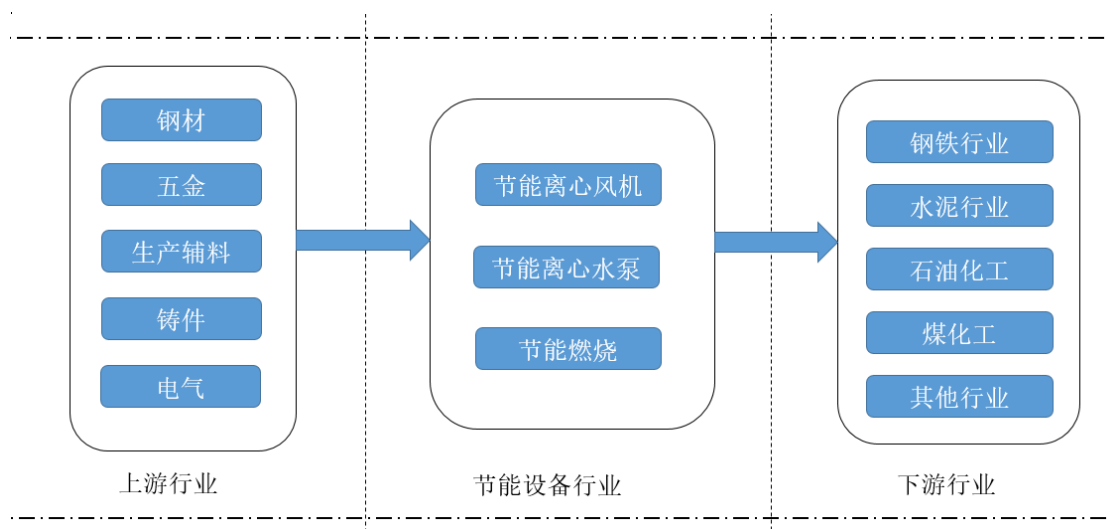 钢材
五金
生产辅料
铸件
电气
上游行业
节能离心风机
节能离心水泵
节能燃烧
节能设备行业
钢铁行业
水泥行业
石油化工
煤化工
其他行业
下游行业